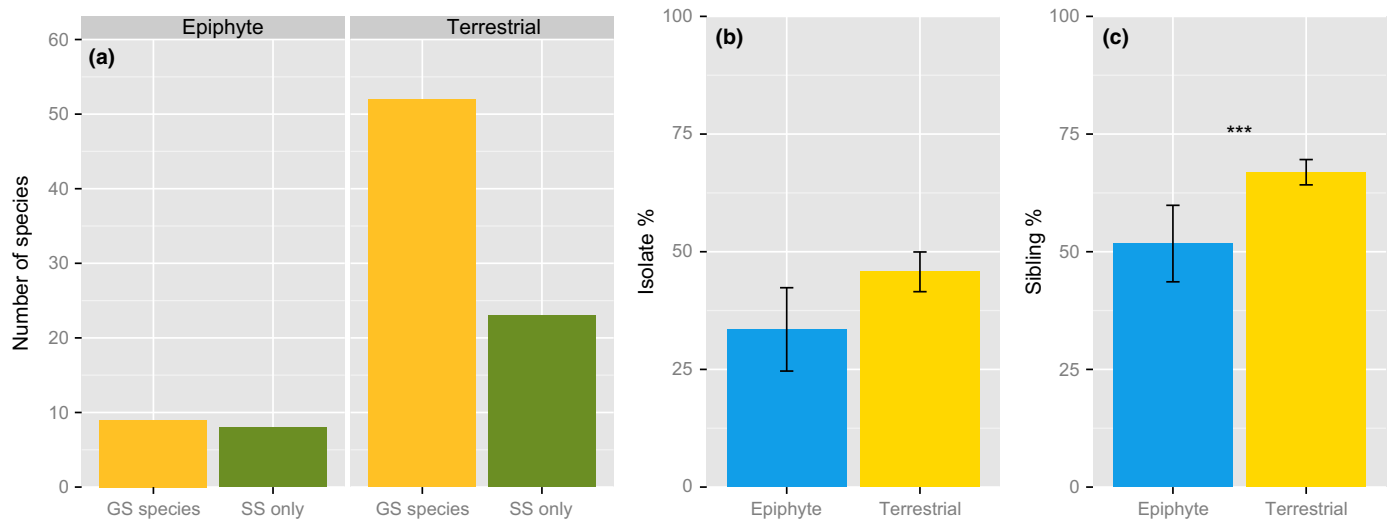 Epiphyte
Terrestrial
(a)
Number of species
60
50
40
30
20
10
0
GS species
SS only
GS species
SS only
(b)
Isolate %
100
75
50
25
0
Epiphyte
Terrestrial
(c)
Sibling %
100
75
50
25
0
***
Epiphyte
Terrestrial